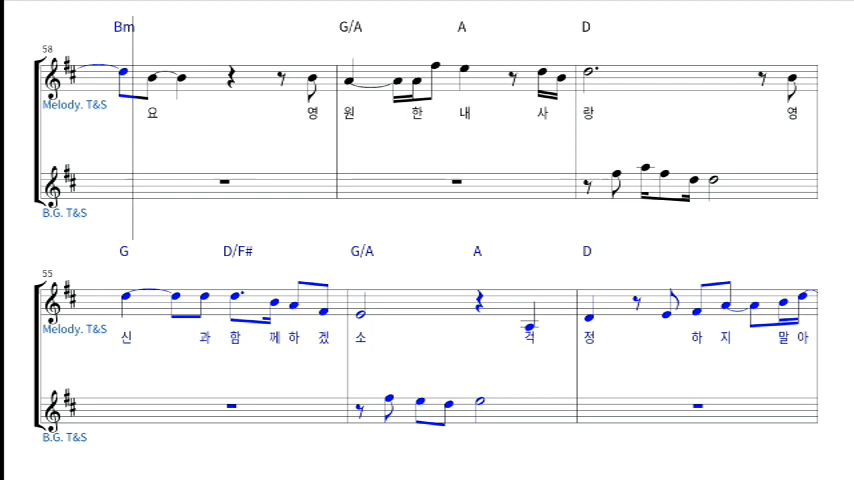 Bm G/A A D
58
Melody. T&S
요 영 원 한 내 사 랑 영
B.G. T&S
G D/F# G/A A D
55
Melody. T&S
신 과 함 께 하 겠 소 걱 정 하 지 말 아
B.G. T&S